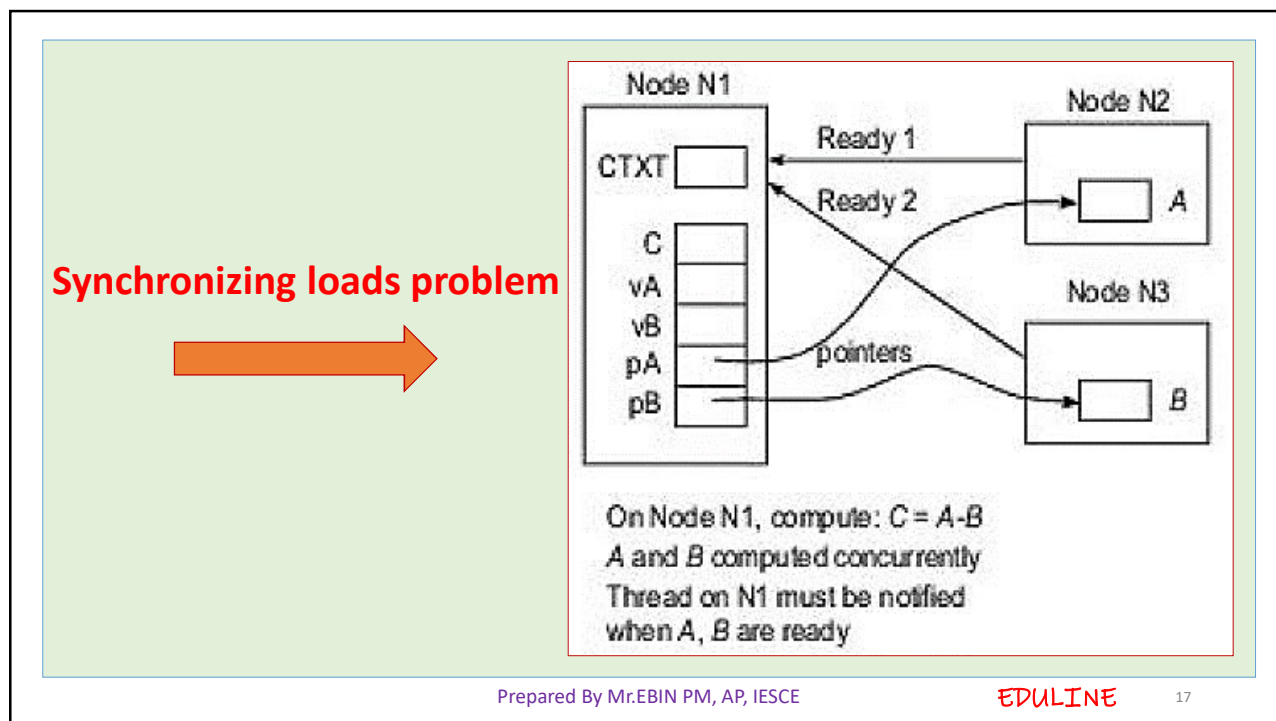 Synchronizing loads problem
Node N1
CTXT
C
vA
vB
pA
pB
Ready 1
Ready 2
pointers
Node N2
A
Node N3
B
On Node N1, compute: C = A-B
A and B computed concurrently
Thread on N1 must be notified
when A, B are ready
Prepared By Mr.EBIN PM, AP, IESCE
EDULINE
17